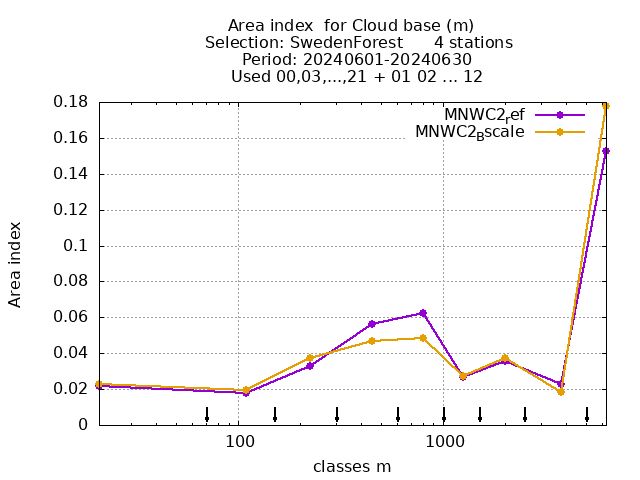 Area index  for Cloud base (m)
Selection: SwedenForest      4 stations
Period: 20240601-20240630
Used 00,03,...,21 + 01 02 ... 12
MNWC2ref
MNWC2Bscale
0.18
0.16
0.14
0.12
0.1
0.08
0.06
0.04
0.02
0
Area index
100
1000
classes m